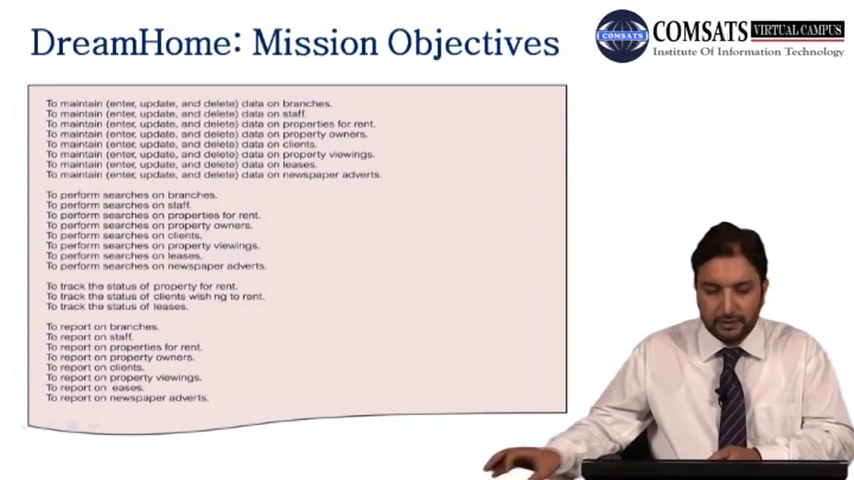 DreamHome: Mission Objectives
COMSATS
COMSATS VIRTUAL CAMPUS
Institute Of Information Technology
To maintain (enter, update, and delete) data on branches.
To maintain (enter, update, and delete) data on staff.
To maintain (enter, update, and delete) data on properties for rent.
To maintain (enter, update, and delete) data on property owners.
To maintain (enter, update, and delete) data on clients.
To maintain (enter, update, and delete) data on property viewings.
To maintain (enter, update, and delete) data on leases.
To maintain (enter, update, and delete) data on newspaper adverts.
To perform searches on branches.
To perform searches on staff.
To perform searches on properties for rent.
To perform searches on property owners.
To perform searches on clients.
To perform searches on property viewings.
To perform searches on leases.
To perform searches on newspaper adverts.
To track the status of property for rent.
To track the status of clients wish ng to rent.
To track the status of leases.
To report on branches.
To report on staff.
To report on properties for rent.
To report on property owners.
To report on clients.
To report on property viewings.
To report on  eases.
To report on newspaper adverts.